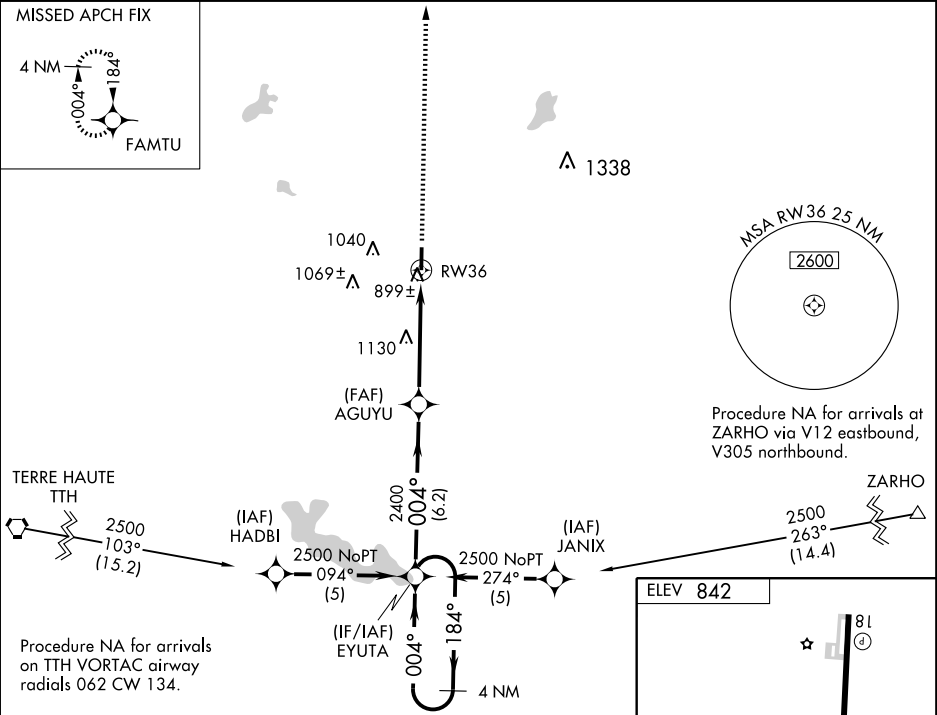 MISSED APCH FIX
4 NM
004°
184°
FAMTU
1338
1040
1069±
899±
RW36
1130
MSA RW36 25 NM
2600
(FAF)
AGUYU
Procedure NA for arrivals at
ZARHO via V12 eastbound,
V305 northbound.
TERRE HAUTE
TTH
2500
103°
(15.2)
(IAF)
HADBI
2500 NoPT
094°
(5)
2400
004°
(6.2)
(IAF)
JANIX
2500 NoPT
274°
(5)
ZARHO
2500
263°
(14.4)
(IF/IAF)
EYUTA
004°
184°
4 NM
Procedure NA for arrivals
on TTH VORTAC airway
radials 062 CW 134.
ELEV 842
18
P